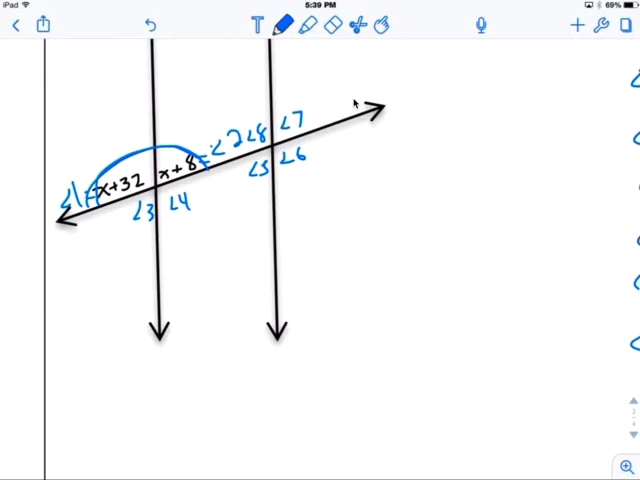 iPad
5:39 PM
69%
T
<7
<2 <8
<1 = x+32
x+8 =
<6
<5
<3
<4